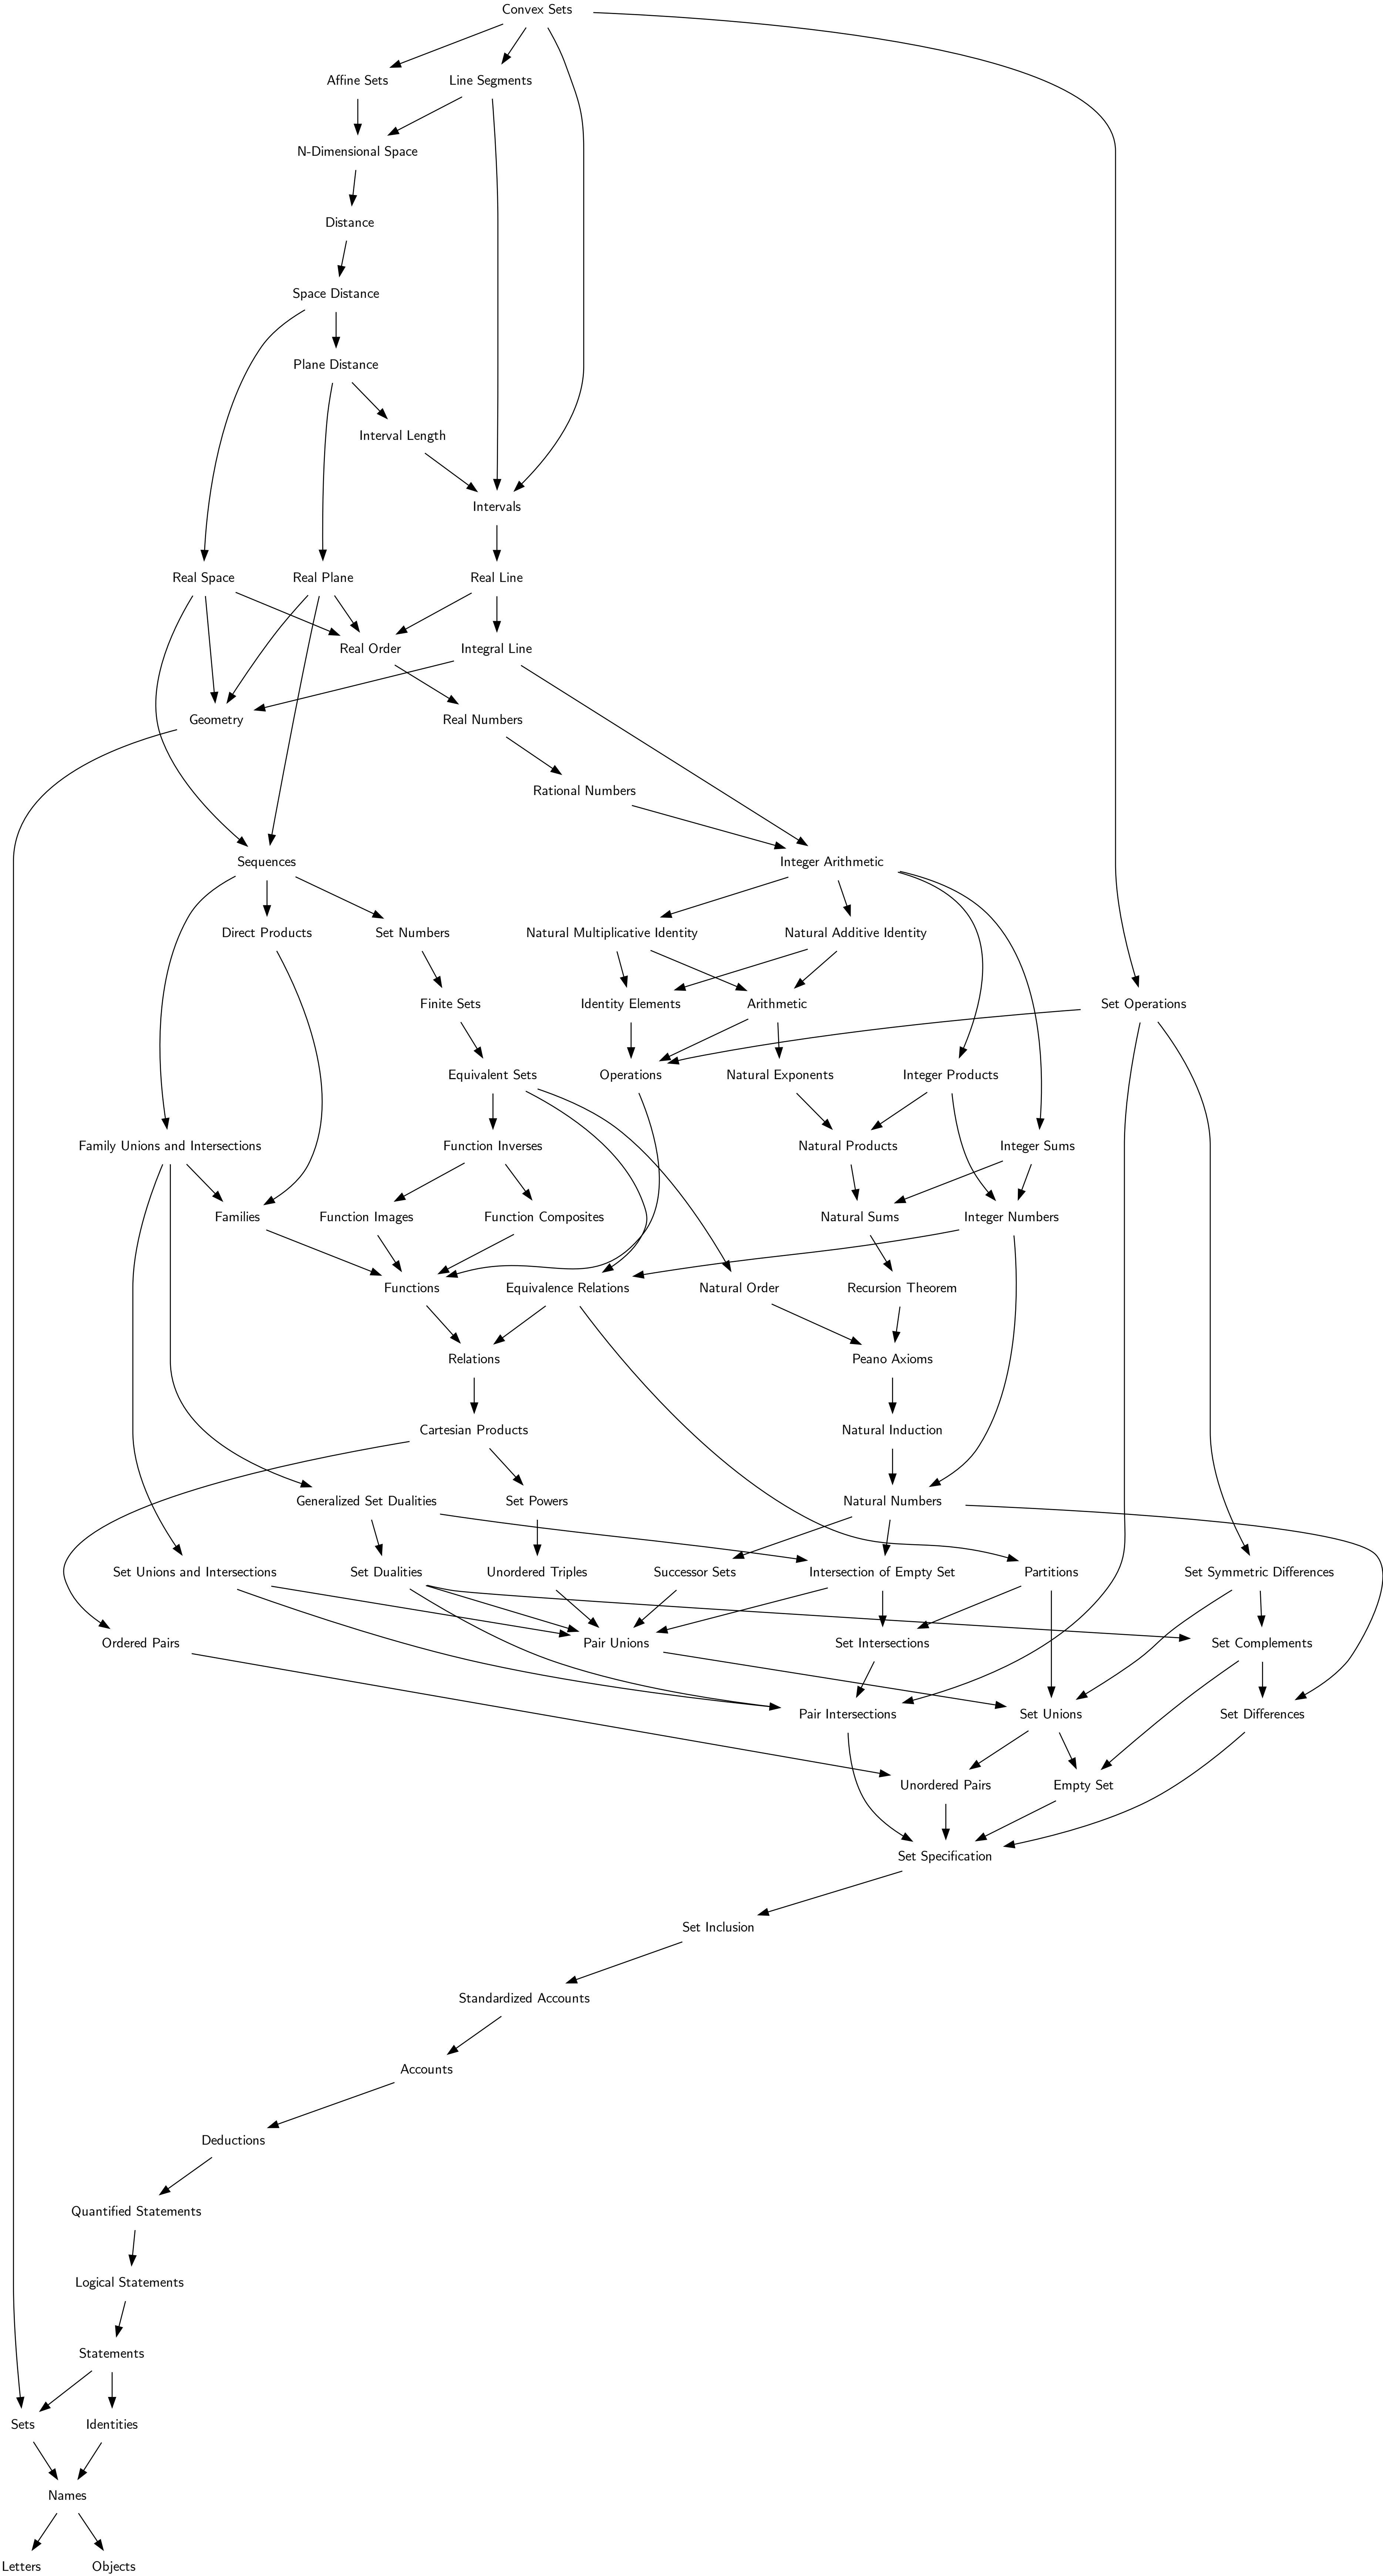 Convex Sets
Affine Sets
Line Segments
N-Dimensional Space
Distance
Space Distance
Plane Distance
Interval Length
Intervals
Real Space
Real Plane
Real Line
Real Order
Integral Line
Geometry
Real Numbers
Rational Numbers
Sequences
Integer Arithmetic
Direct Products
Set Numbers
Natural Multiplicative Identity
Natural Additive Identity
Finite Sets
Identity Elements
Arithmetic
Set Operations
Equivalent Sets
Operations
Natural Exponents
Integer Products
Family Unions and Intersections
Function Inverses
Natural Products
Integer Sums
Families
Function Images
Function Composites
Natural Sums
Integer Numbers
Functions
Equivalence Relations
Natural Order
Recursion Theorem
Relations
Peano Axioms
Cartesian Products
Natural Induction
Generalized Set Dualities
Set Powers
Natural Numbers
Set Unions and Intersections
Set Dualities
Unordered Triples
Successor Sets
Intersection of Empty Set
Partitions
Set Symmetric Differences
Ordered Pairs
Pair Unions
Set Intersections
Set Complements
Pair Intersections
Set Unions
Set Differences
Unordered Pairs
Empty Set
Set Specification
Set Inclusion
Standardized Accounts
Accounts
Deductions
Quantified Statements
Logical Statements
Statements
Sets
Identities
Names
Letters
Objects